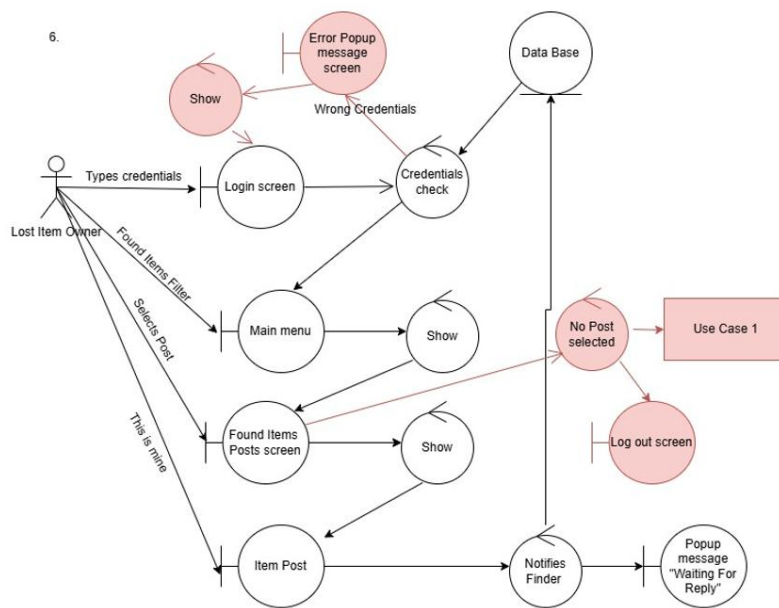 6.
Error Popup
message
screen
Data Base
Show
Wrong Credentials
Types credentials
Login screen
Credentials
check
Lost Item Owner
Found Items Filter
Selects Post
This is mine
Main menu
Show
No Post
selected
Use Case 1
Found Items
Posts screen
Show
Log out screen
Item Post
Notifies
Finder
Popup
message
"Waiting For
Reply"